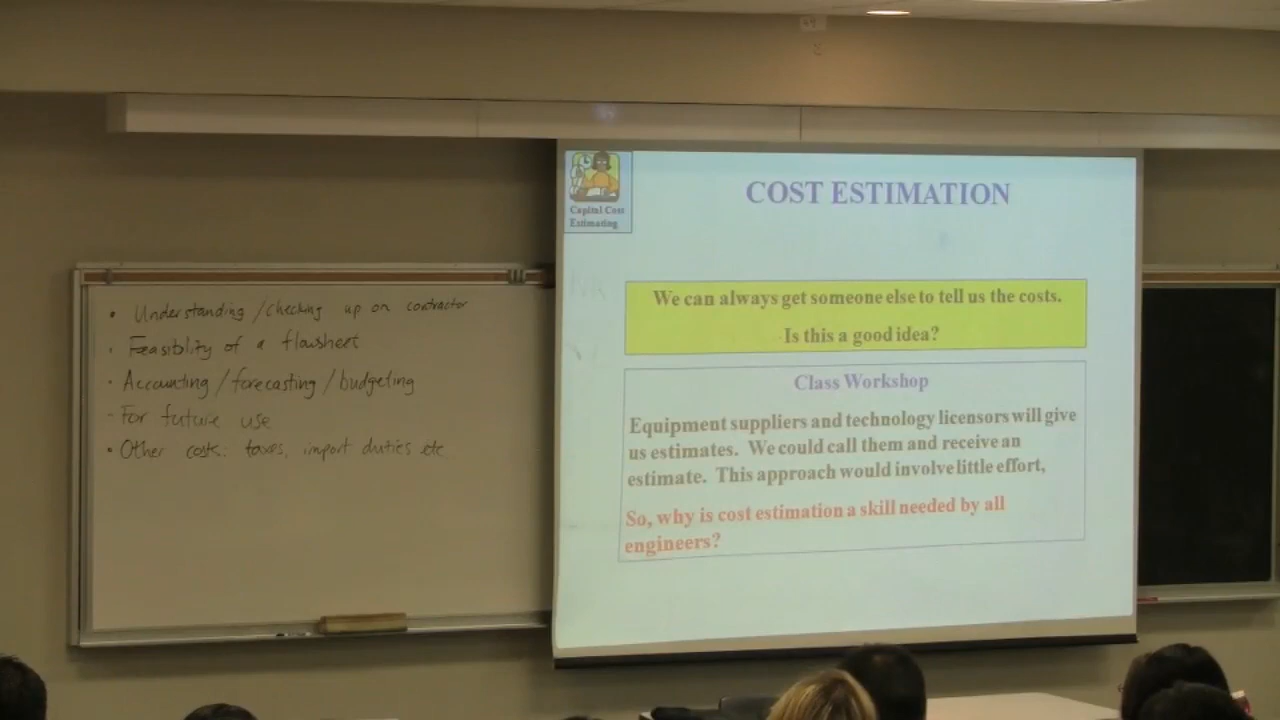 • Understanding/checking up on contractor
• Feasibility of a flowsheet
• Accounting/forecasting/budgeting
- For future use
• Other costs: taxes, import duties etc
Capital Cost
Estimating
COST ESTIMATION
We can always get someone else to tell us the costs.
Is this a good idea?
Class Workshop
Equipment suppliers and technology licensors will give
us estimates. We could call them and receive an
estimate. This approach would involve little effort,
So, why is cost estimation a skill needed by all
engineers?